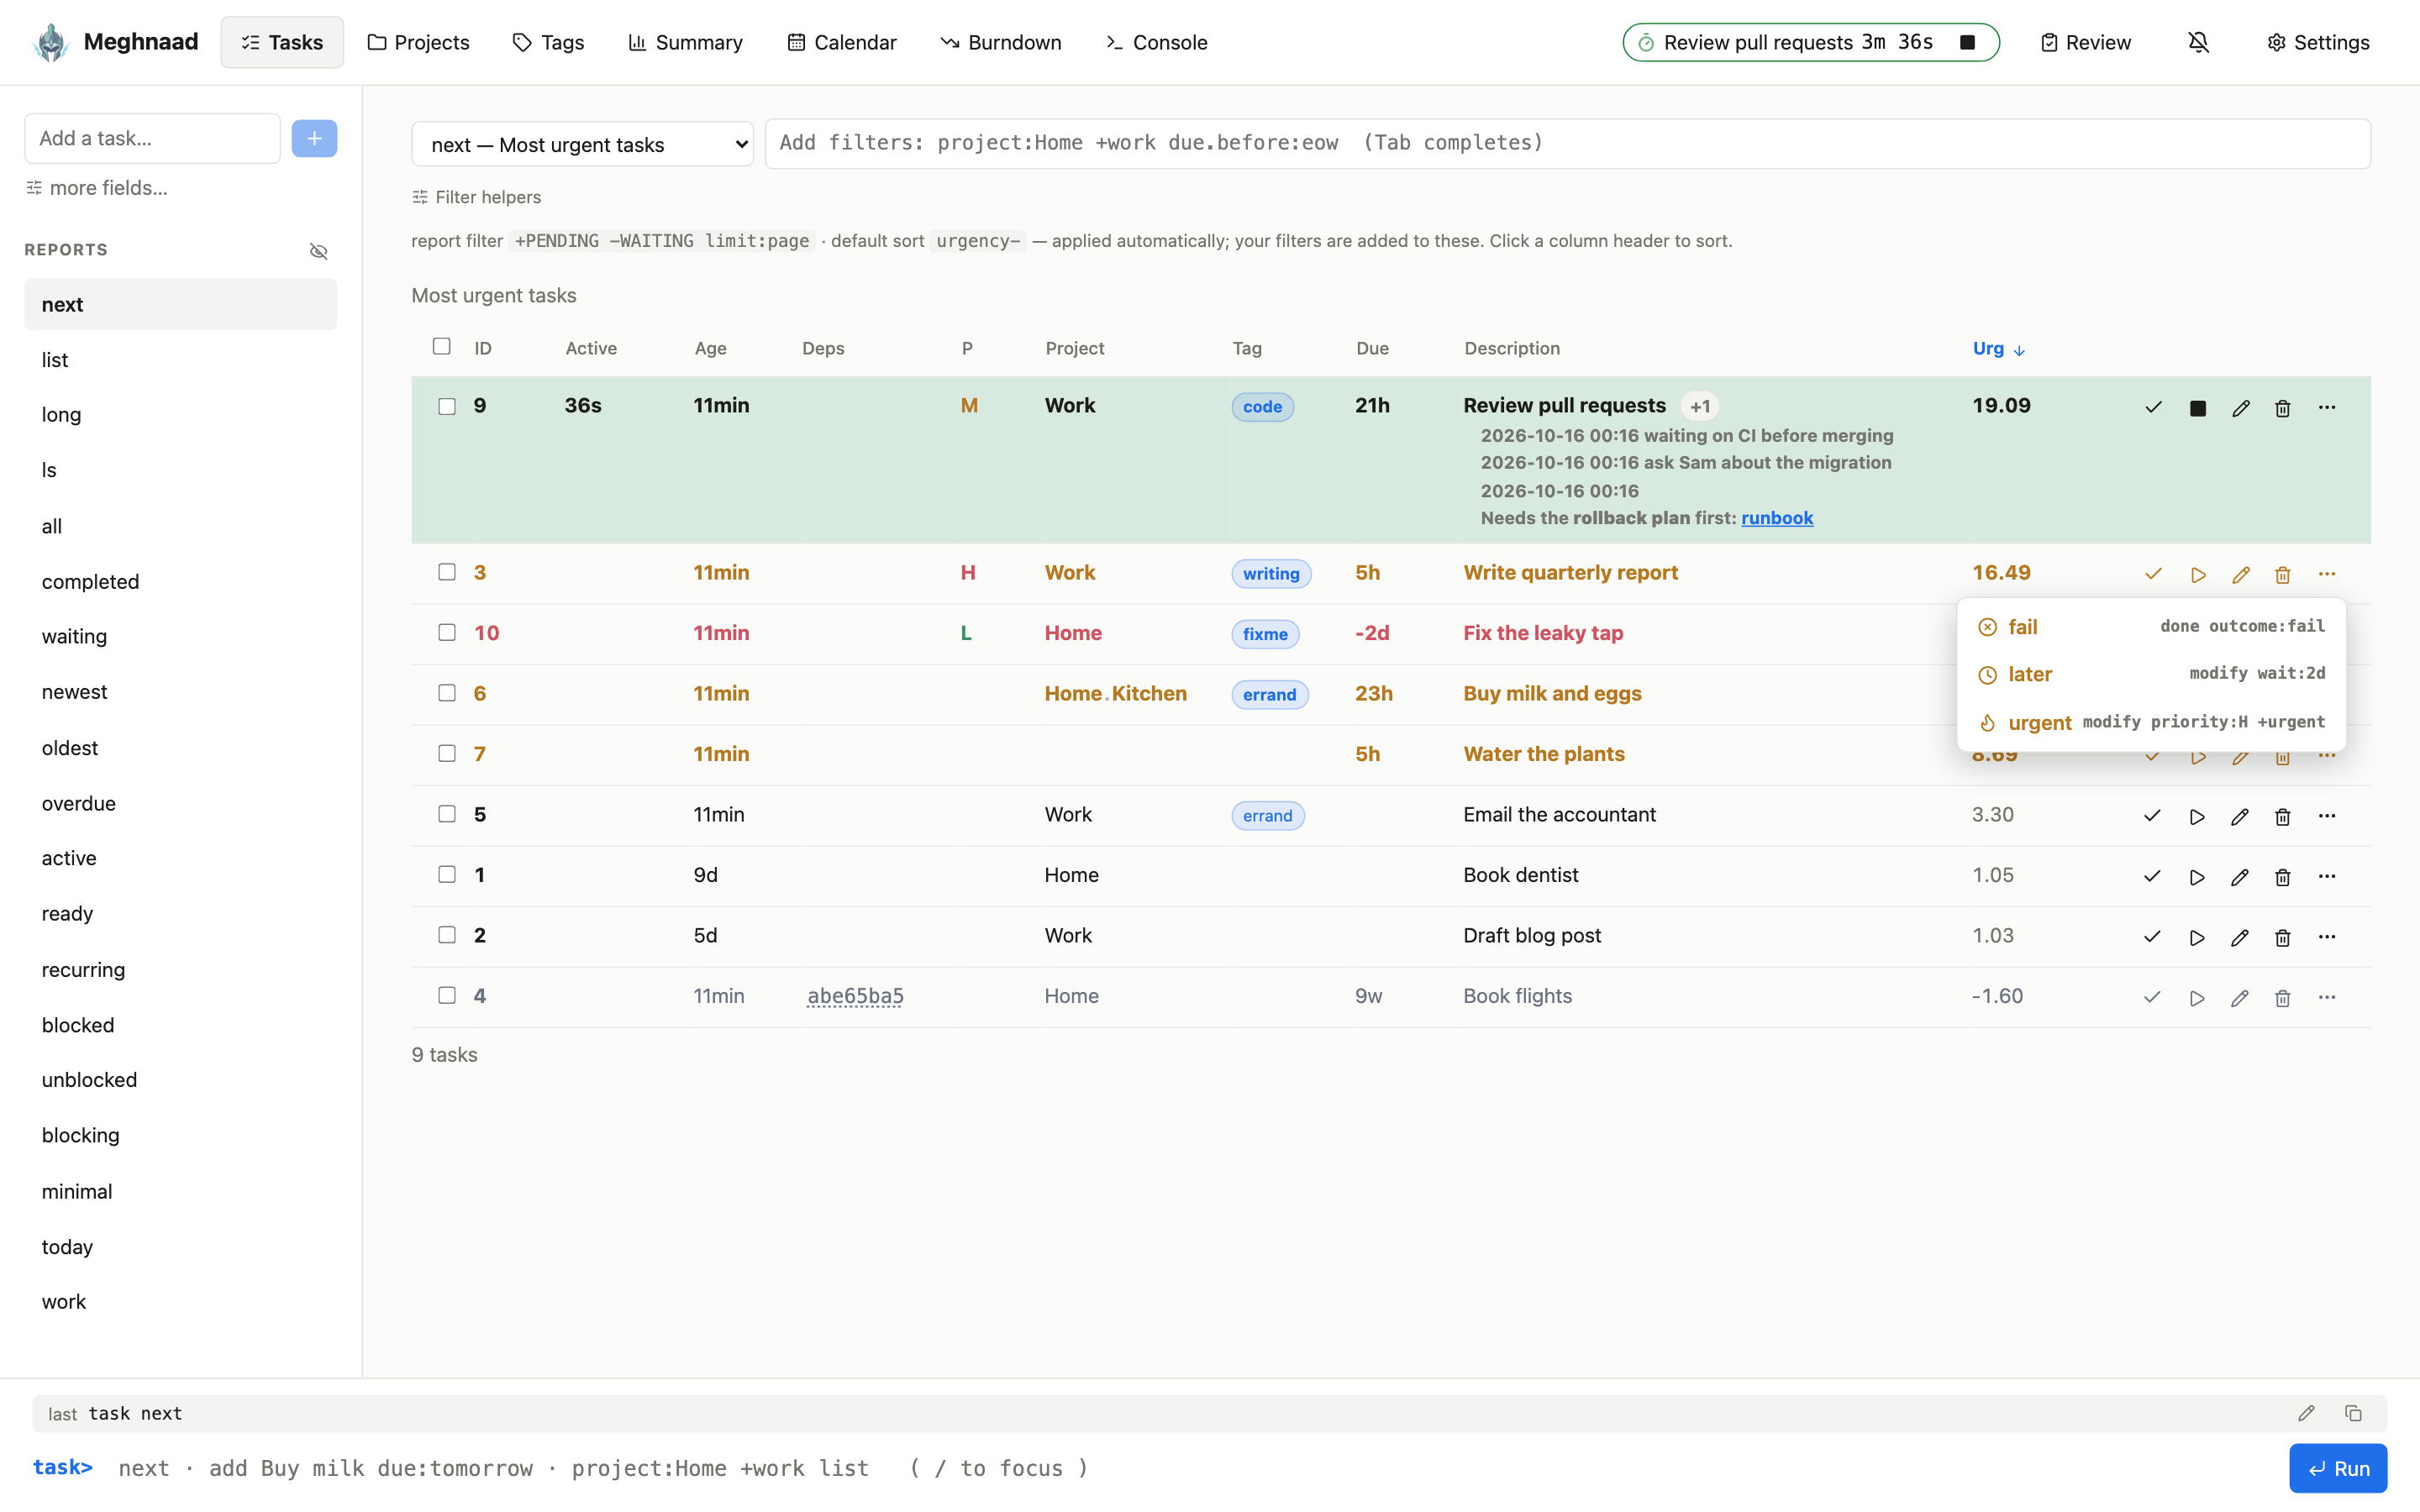 Meghnaad Tasks Projects Tags Summary Calendar Burndown Console Review pull requests 3m 36s Review Settings
Add a task... +
more fields...
REPORTS
next
list
long
ls
all
completed
waiting
newest
oldest
overdue
active
ready
recurring
blocked
unblocked
blocking
minimal
today
work
next — Most urgent tasks Add filters: project:Home +work due.before:eow (Tab completes)
Filter helpers
report filter +PENDING -WAITING limit:page · default sort urgency- — applied automatically; your filters are added to these. Click a column header to sort.
Most urgent tasks
ID Active Age Deps P Project Tag Due Description Urg ↓
9 36s 11min M Work code 21h Review pull requests +1 19.09
2026-10-16 00:16 waiting on CI before merging
2026-10-16 00:16 ask Sam about the migration
2026-10-16 00:16
Needs the rollback plan first: runbook
3 11min H Work writing 5h Write quarterly report 16.49
10 11min L Home fixme -2d Fix the leaky tap
6 11min Home.Kitchen errand 23h Buy milk and eggs
7 11min 5h Water the plants 8.69
fail done outcome:fail
later modify wait:2d
urgent modify priority:H +urgent
5 11min Work errand Email the accountant 3.30
1 9d Home Book dentist 1.05
2 5d Work Draft blog post 1.03
4 11min abe65ba5 Home 9w Book flights -1.60
9 tasks
last task next
task> next · add Buy milk due:tomorrow · project:Home +work list ( / to focus ) Run